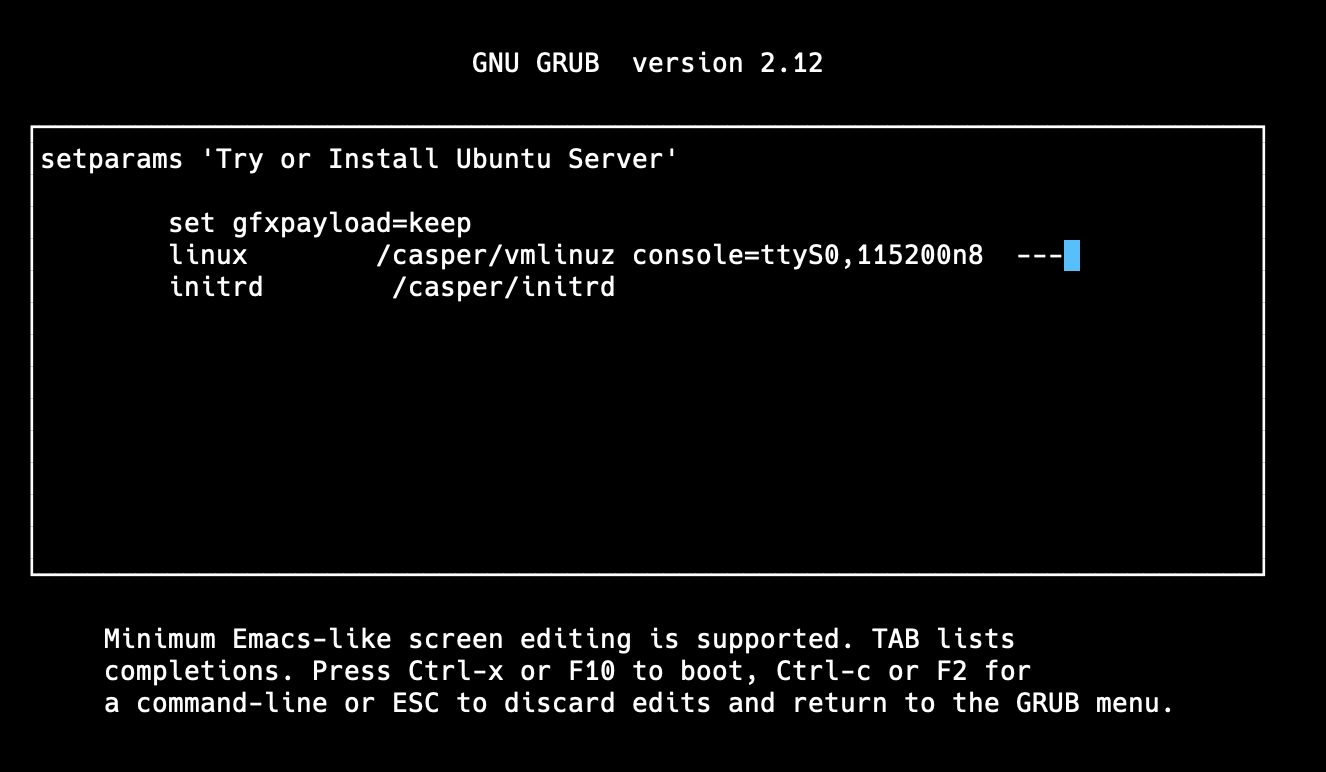 GNU GRUB  version 2.12
setparams 'Try or Install Ubuntu Server'
set gfxpayload=keep
linux        /casper/vmlinuz console=ttyS0,115200n8  ---
initrd        /casper/initrd
Minimum Emacs-like screen editing is supported. TAB lists
completions. Press Ctrl-x or F10 to boot, Ctrl-c or F2 for
a command-line or ESC to discard edits and return to the GRUB menu.